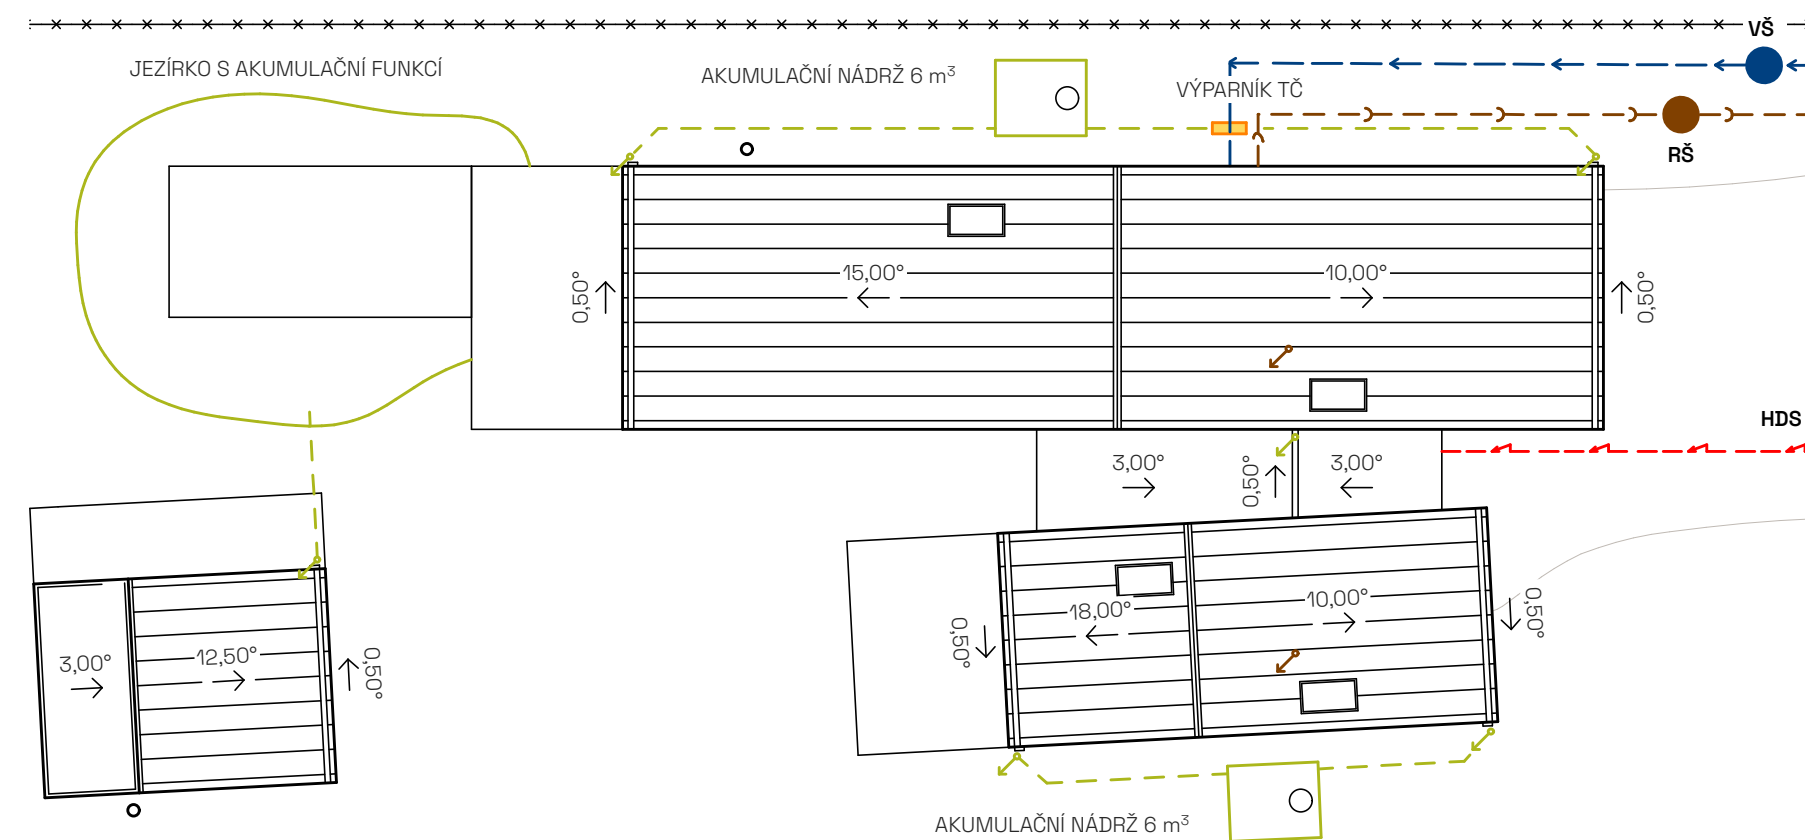 VŠ
JEZÍRKO S AKUMULAČNÍ FUNKCÍ
AKUMULAČNÍ NÁDRŽ 6 m³
VÝPARNÍK TČ
RŠ
0,50°
15,00°
10,00°
0,50°
HDS
3,00°
0,50°
3,00°
18,00°
10,00°
0,50°
0,50°
3,00°
12,50°
0,50°
AKUMULAČNÍ NÁDRŽ 6 m³